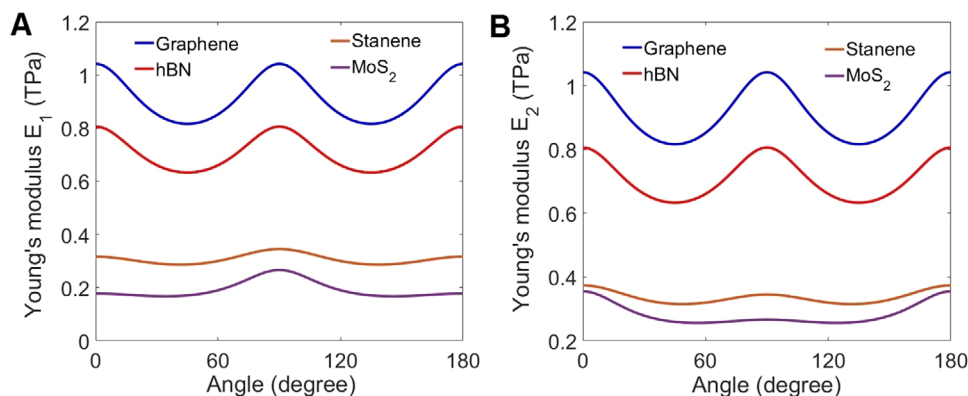 A
Young's modulus E1 (TPa)
1.2
1
0.8
0.6
0.4
0.2
0
Graphene
hBN
Stanene
MoS2
0
60
120
180
Angle (degree)
B
Young's modulus E2 (TPa)
1.2
1
0.8
0.6
0.4
0.2
Graphene
hBN
Stanene
MoS2
0
60
120
180
Angle (degree)